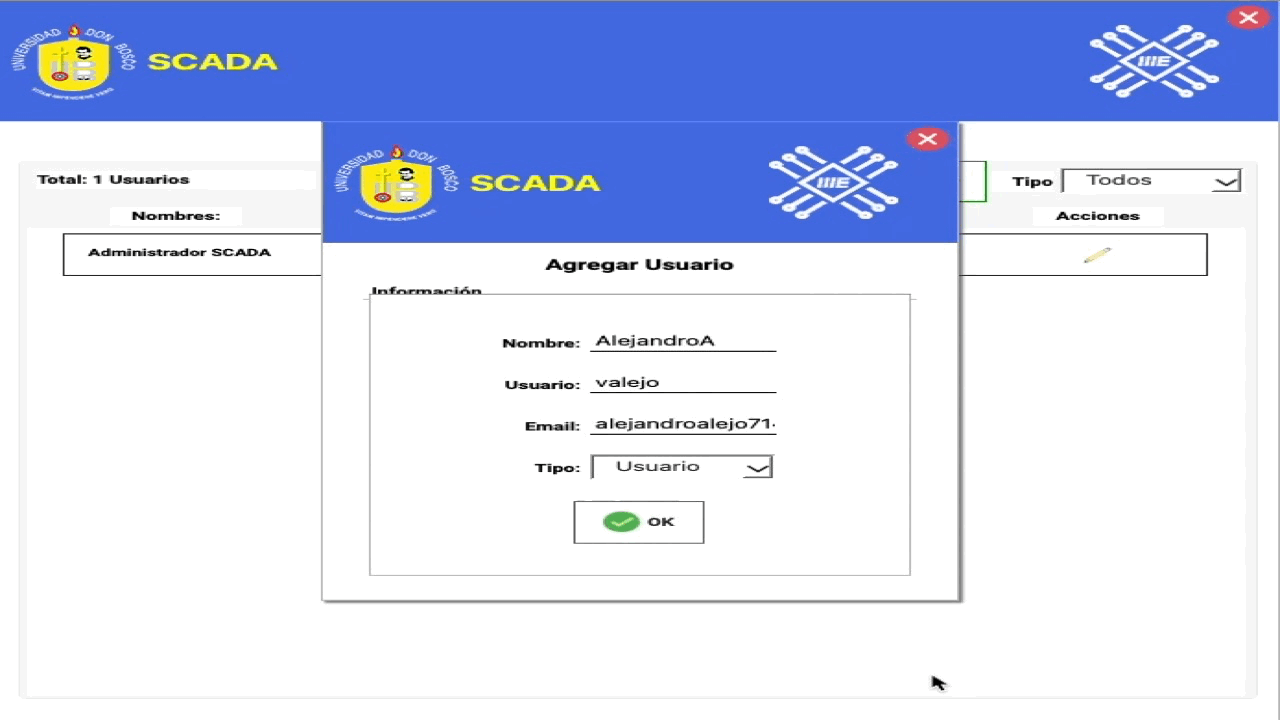 UNIVERSIDAD DON BOSCO
SCADA
IIIE
Total: 1 Usuarios
Tipo
Todos
Nombres:
Acciones
Administrador SCADA
UNIVERSIDAD DON BOSCO
SCADA
IIIE
Agregar Usuario
Información
Nombre: AlejandroA
Usuario: valejo
Email: alejandroalejo71
Tipo: Usuario
OK